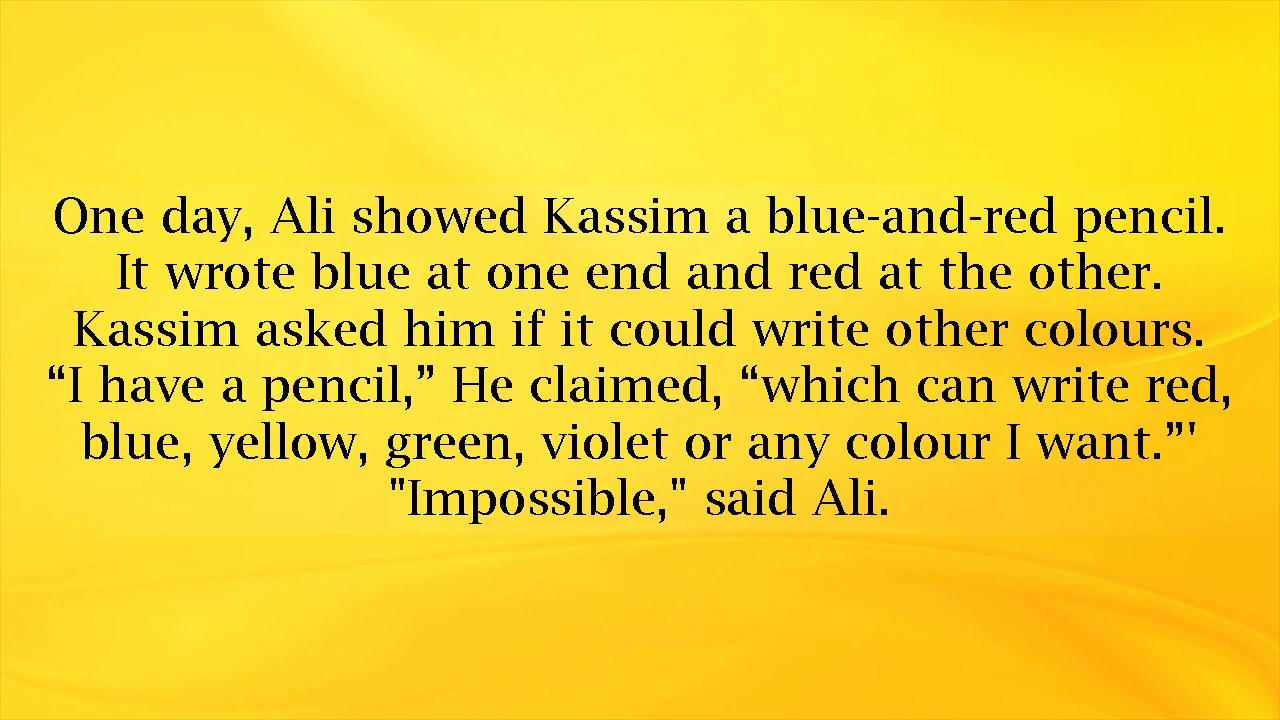 One day, Ali showed Kassim a blue-and-red pencil.
It wrote blue at one end and red at the other.
Kassim asked him if it could write other colours.
“I have a pencil,” He claimed, “which can write red,
blue, yellow, green, violet or any colour I want.”'
"Impossible," said Ali.